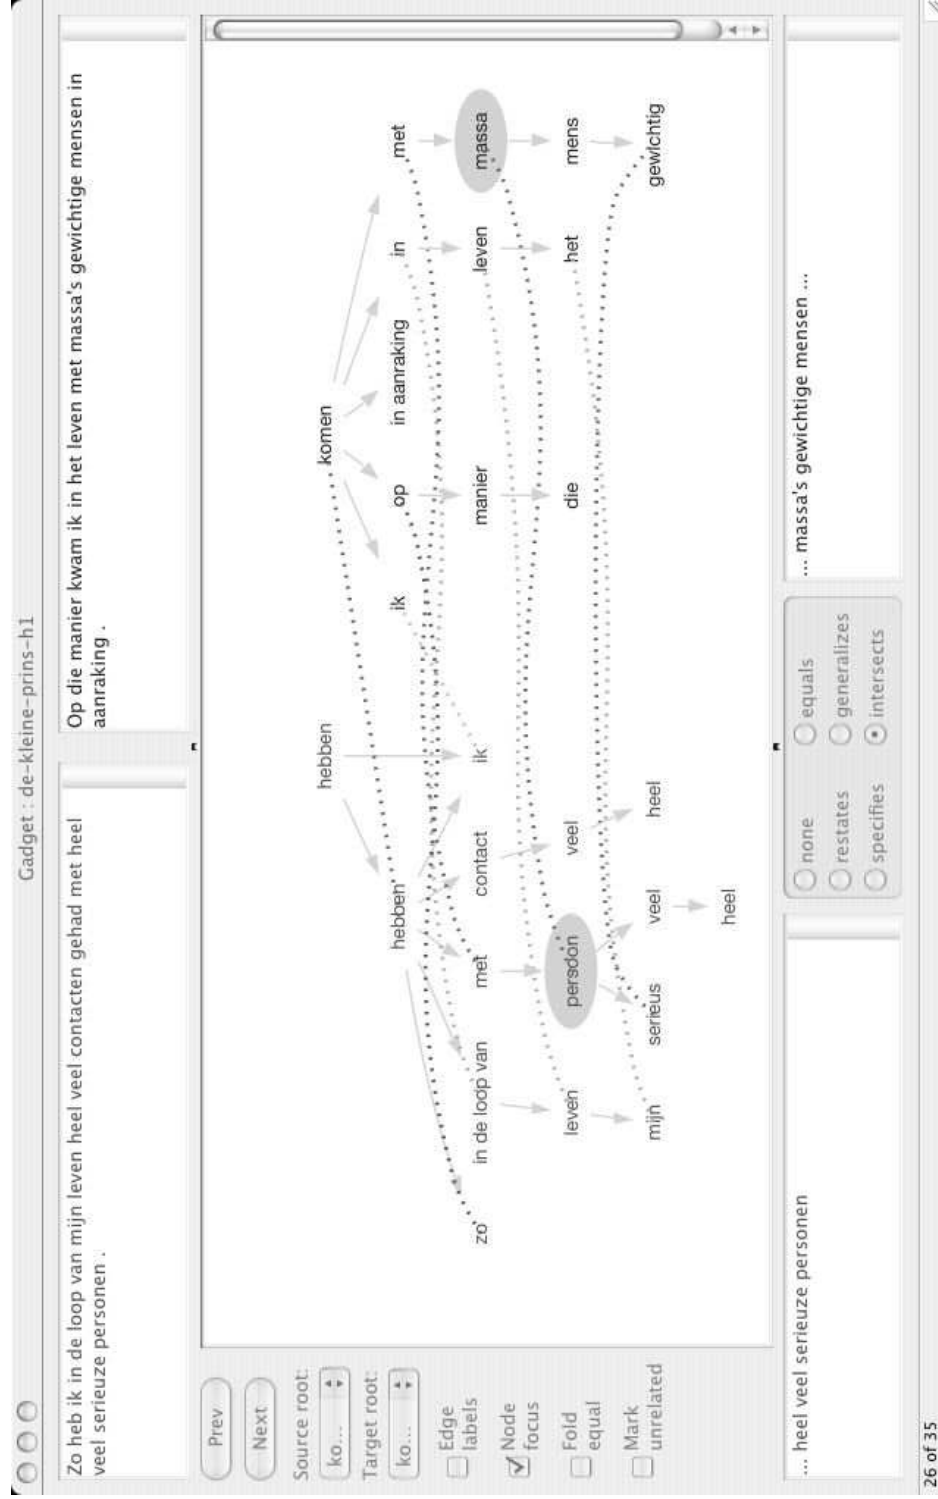 Gadget : de-kleine-prins-h1
Zo heb ik in de loop van mijn leven heel veel contacten gehad met heel
veel serieuze personen .
Op die manier kwam ik in het leven met massa's gewichtige mensen in
aanraking .
Prev
Next
Source root:
ko...
Target root:
ko...
Edge
labels
Node
focus
Fold
equal
Mark
unrelated
hebben komen
hebben ik op in aanraking in met
zo in de loop van met contact ik manier leven massa
leven persoon veel die het mens
mijn serieus veel heel gewichtig
heel
... heel veel serieuze personen
none equals
restates generalizes
specifies intersects
... massa's gewichtige mensen ...
26 of 35